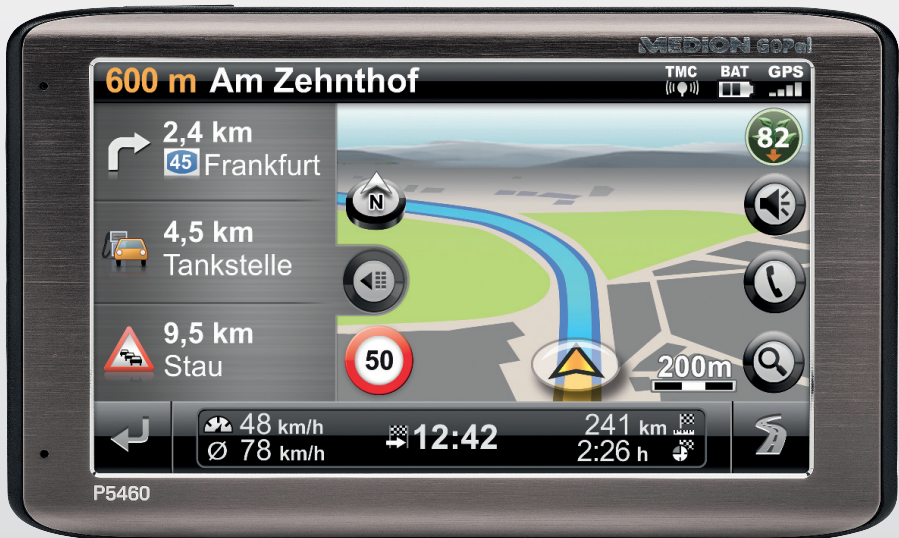 MEDION GOPal
600 m Am Zehnthof
TMC BAT GPS
2,4 km
45 Frankfurt
4,5 km
Tankstelle
9,5 km
Stau
N
82
50
200m
48 km/h
Ø 78 km/h
12:42
241 km
2:26 h
P5460